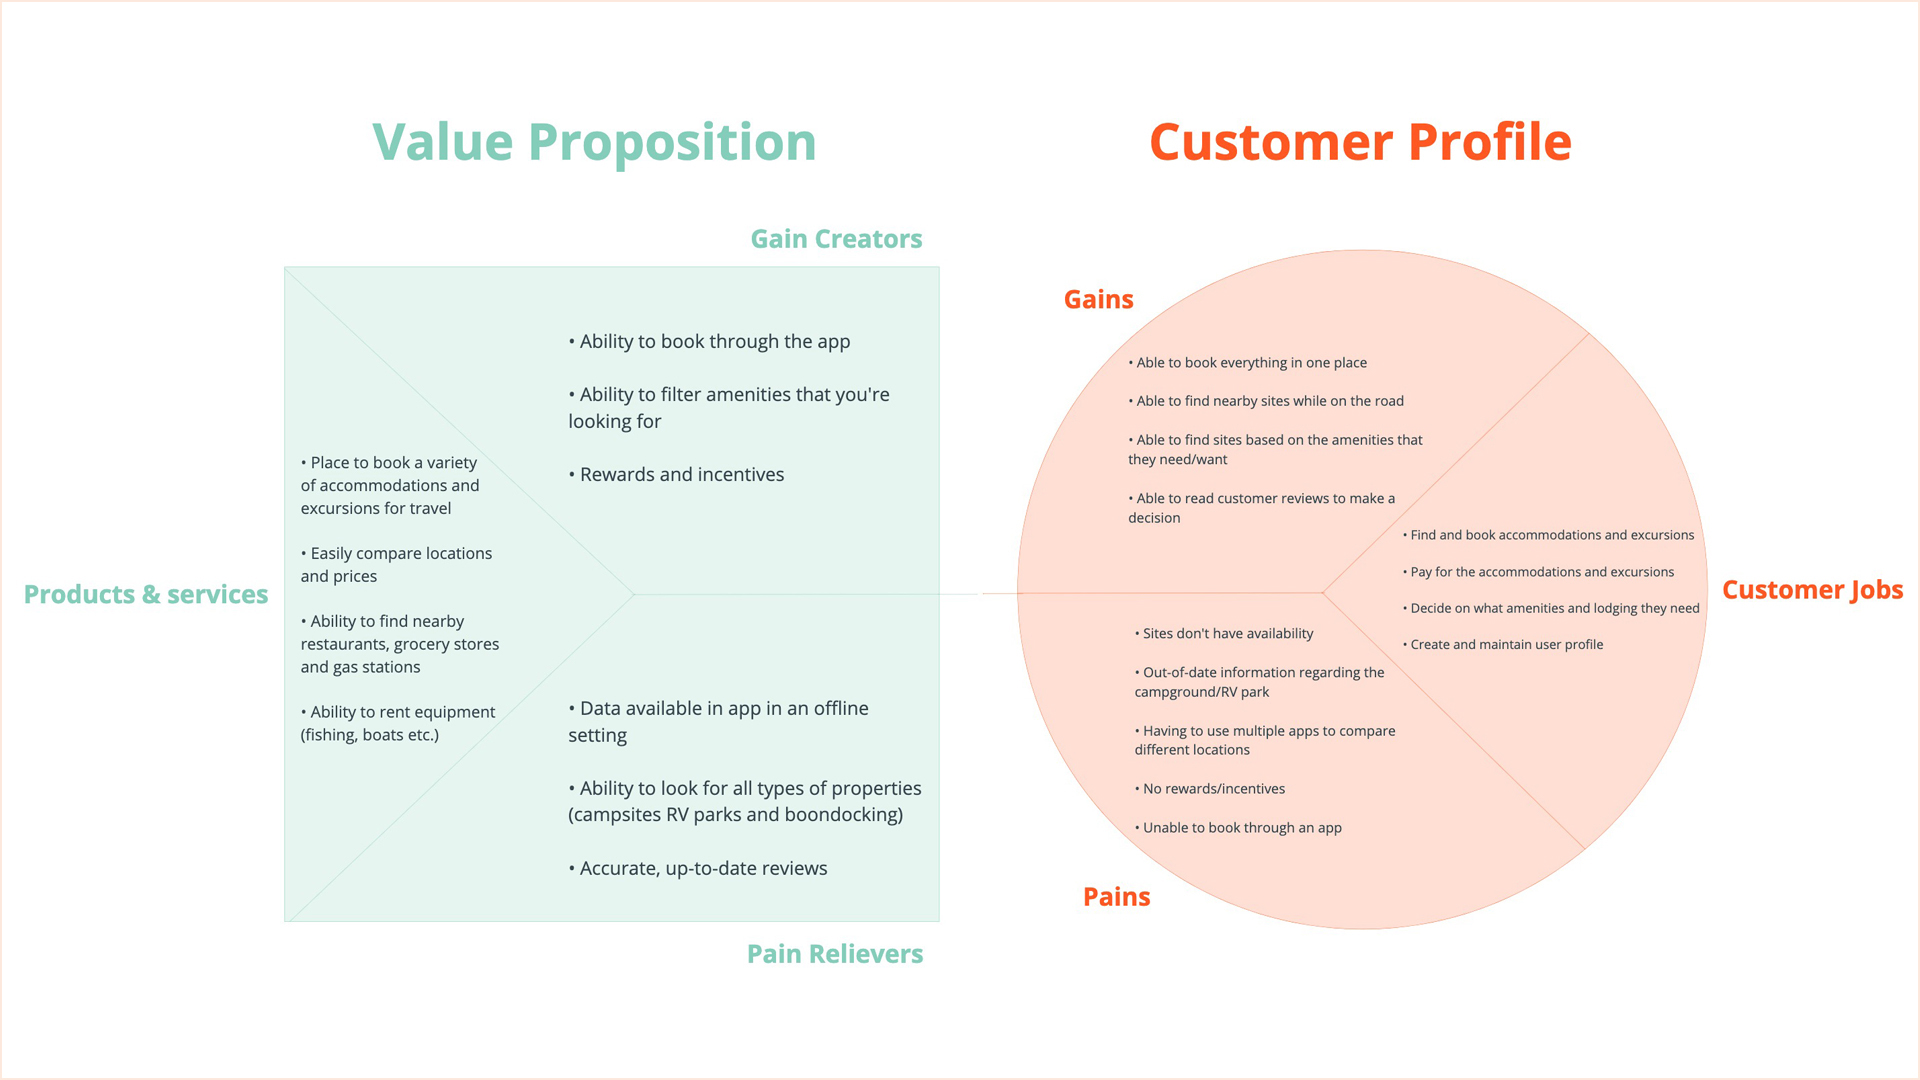 Value Proposition
Customer Profile
Gain Creators
• Ability to book through the app
• Ability to filter amenities that you're
looking for
• Rewards and incentives
Products & services
• Place to book a variety
of accommodations and
excursions for travel
• Easily compare locations
and prices
• Ability to find nearby
restaurants, grocery stores
and gas stations
• Ability to rent equipment
(fishing, boats etc.)
• Data available in app in an offline
setting
• Ability to look for all types of properties
(campsites RV parks and boondocking)
• Accurate, up-to-date reviews
Pain Relievers
Gains
• Able to book everything in one place
• Able to find nearby sites while on the road
• Able to find sites based on the amenities that
they need/want
• Able to read customer reviews to make a
decision
• Find and book accommodations and excursions
• Pay for the accommodations and excursions
• Decide on what amenities and lodging they need
• Create and maintain user profile
Customer Jobs
• Sites don't have availability
• Out-of-date information regarding the
campground/RV park
• Having to use multiple apps to compare
different locations
• No rewards/incentives
• Unable to book through an app
Pains